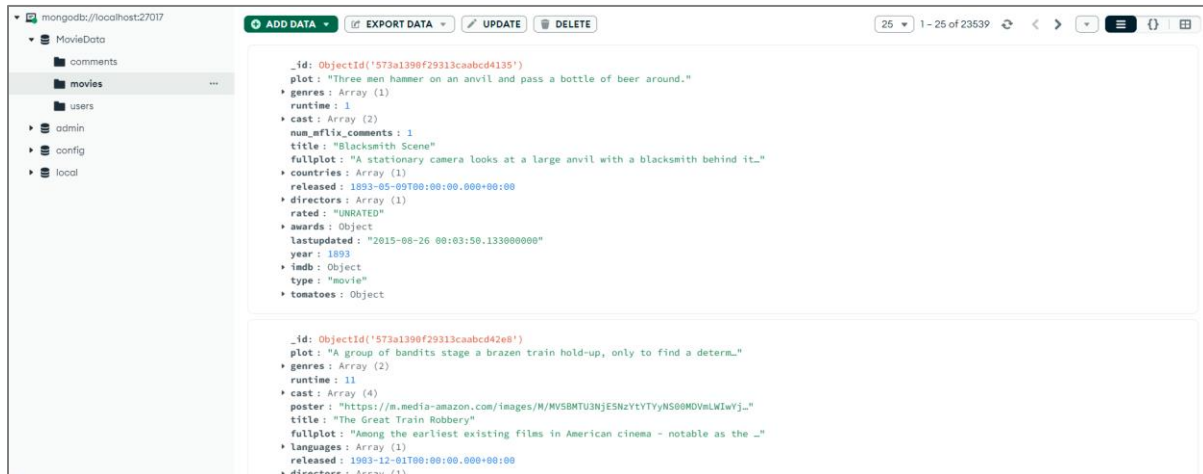 mongodb://localhost:27017
MovieData
comments
movies
users
admin
config
local
ADD DATA EXPORT DATA UPDATE DELETE 25 1 – 25 of 23539 {}
_id: ObjectId('573a1390f29313caabcd4135')
plot : "Three men hammer on an anvil and pass a bottle of beer around."
genres : Array (1)
runtime : 1
cast : Array (2)
num_mflix_comments : 1
title : "Blacksmith Scene"
fullplot : "A stationary camera looks at a large anvil with a blacksmith behind it…"
countries : Array (1)
released : 1893-05-09T00:00:00.000+00:00
directors : Array (1)
rated : "UNRATED"
awards : Object
lastupdated : "2015-08-26 00:03:50.133000000"
year : 1893
imdb : Object
type : "movie"
tomatoes : Object
_id: ObjectId('573a1390f29313caabcd42e8')
plot : "A group of bandits stage a brazen train hold-up, only to find a determ…"
genres : Array (2)
runtime : 11
cast : Array (4)
poster : "https://m.media-amazon.com/images/M/MV5BMTU3NjE5NzYtYTYyNS00MDVmLWIwYj…"
title : "The Great Train Robbery"
fullplot : "Among the earliest existing films in American cinema - notable as the …"
languages : Array (1)
released : 1903-12-01T00:00:00.000+00:00
directors : Array (1)